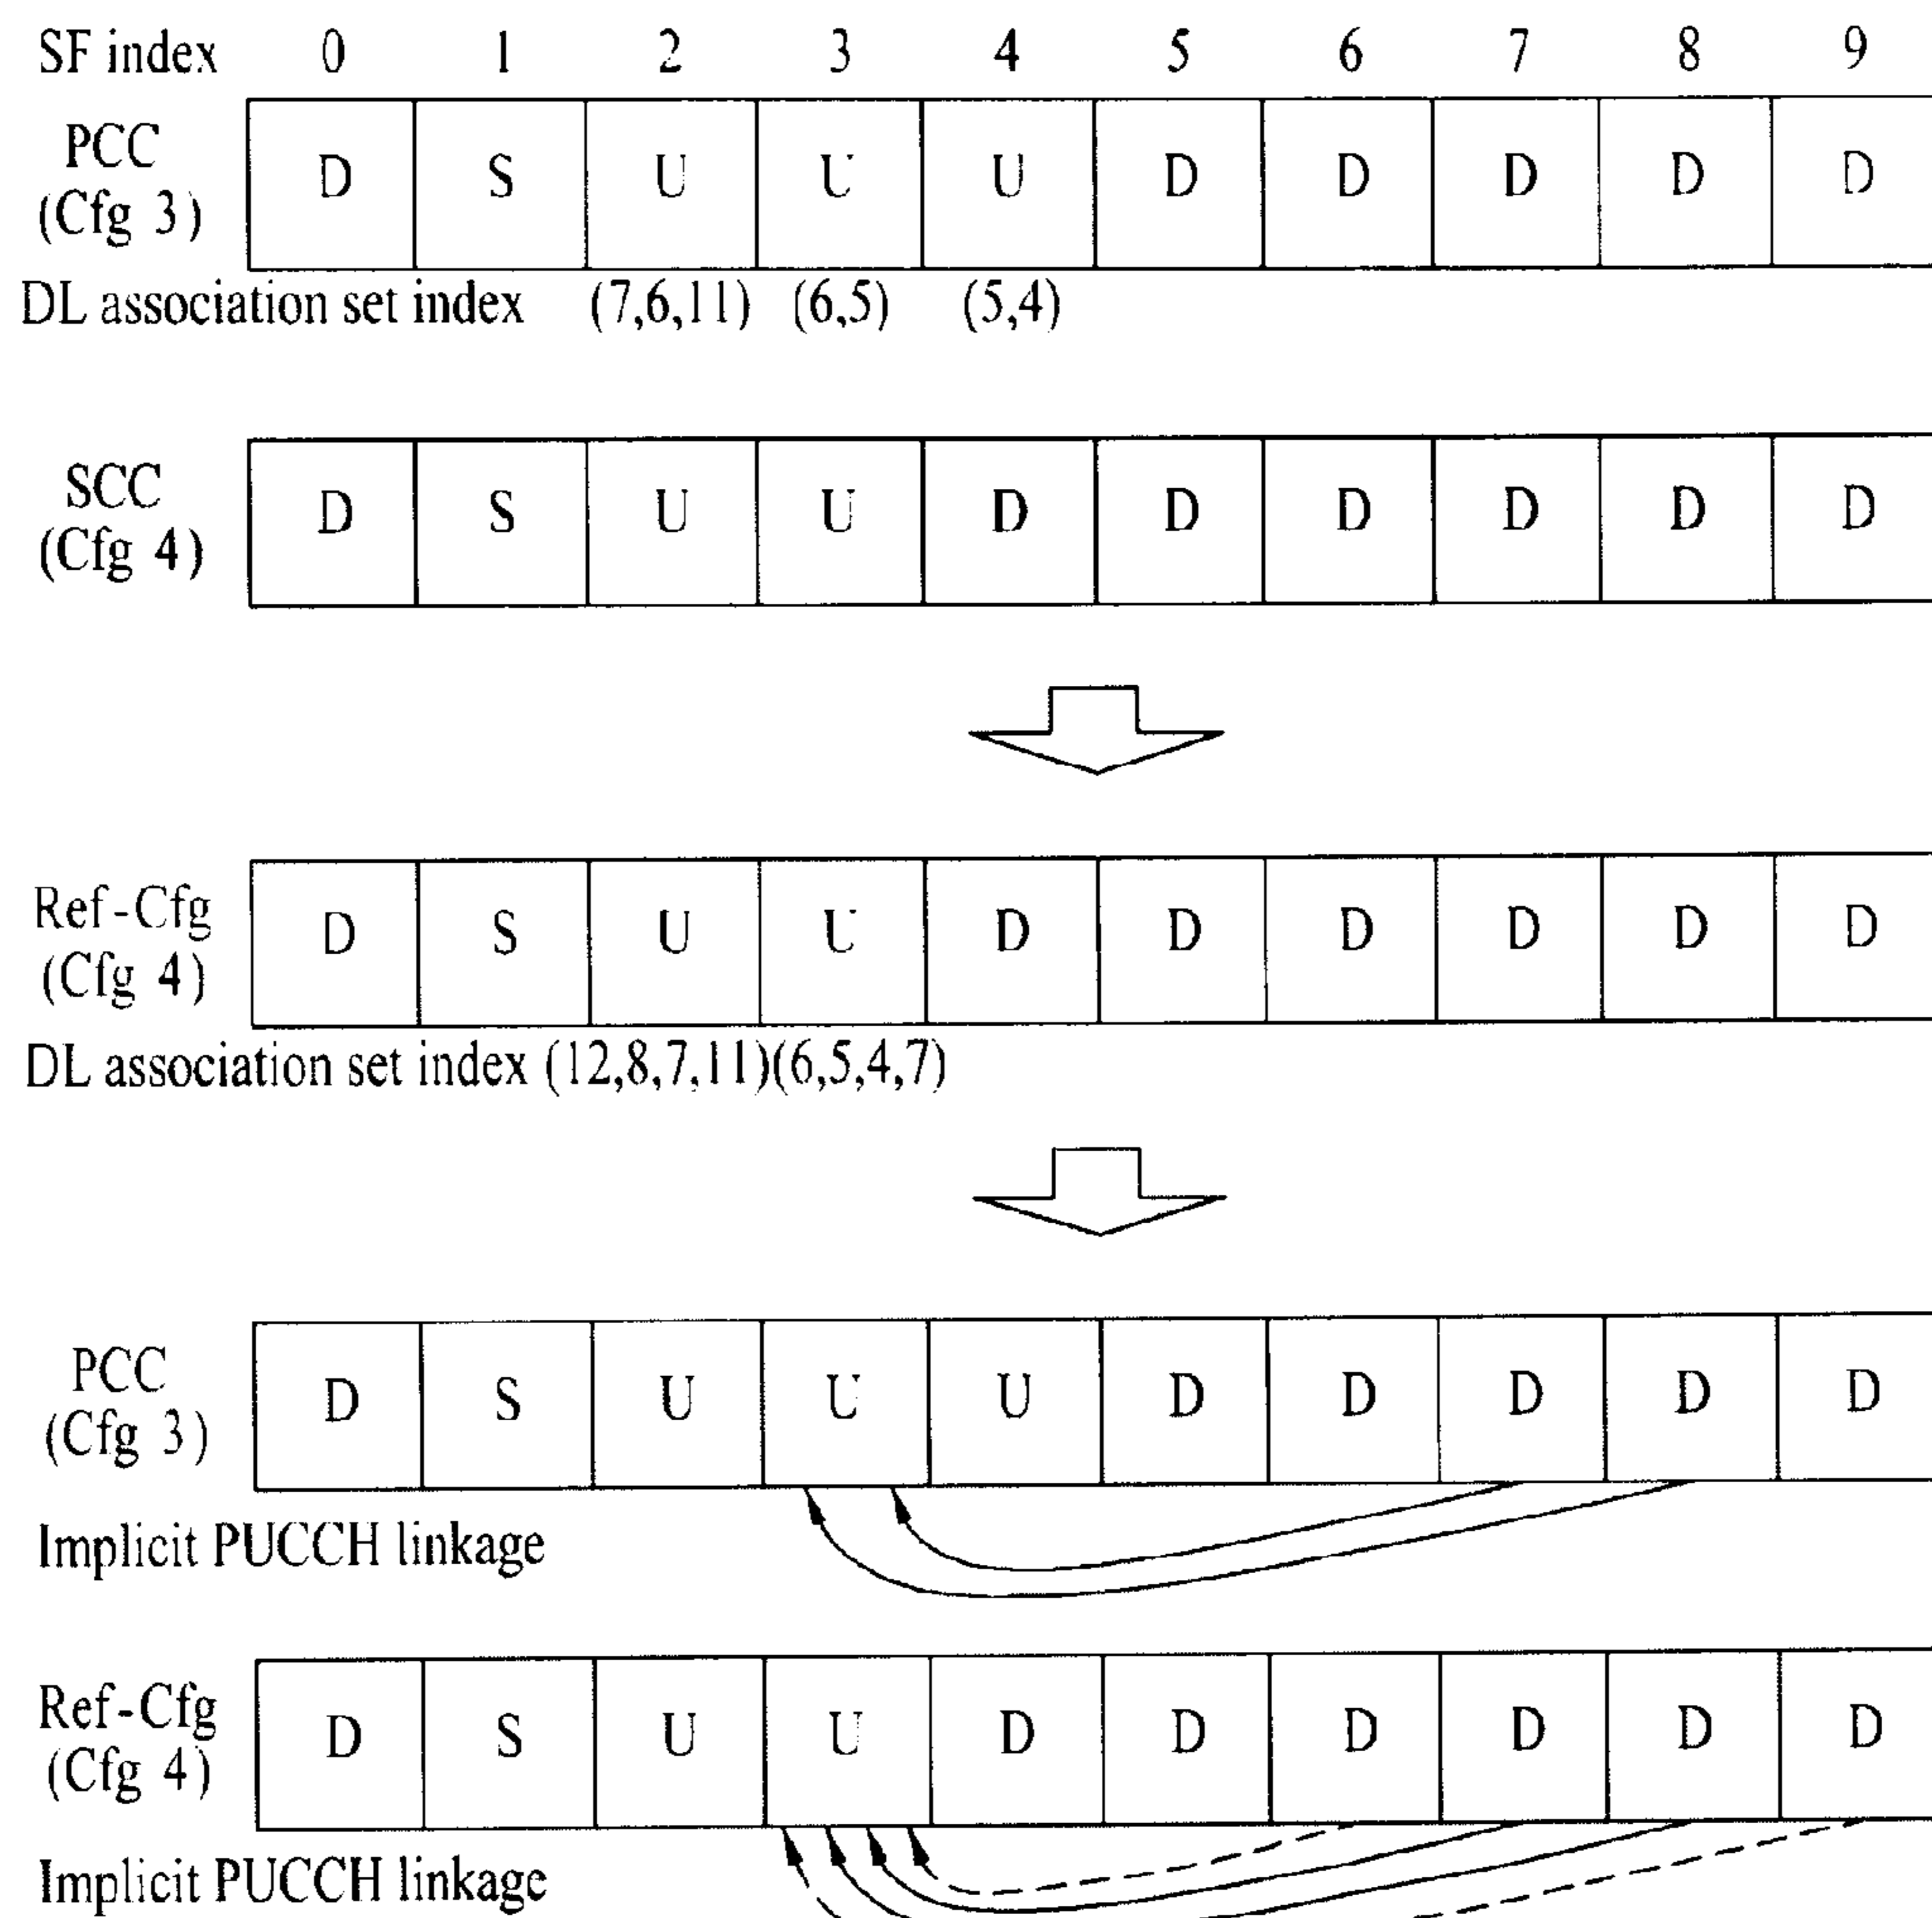 SF index 0 1 2 3 4 5 6 7 8 9
PCC
(Cfg 3)
D S U U U D D D D D
DL association set index (7,6,11) (6,5) (5,4)
SCC
(Cfg 4)
D S U U D D D D D D
Ref-Cfg
(Cfg 4)
D S U U D D D D D D
DL association set index (12,8,7,11)(6,5,4,7)
PCC
(Cfg 3)
D S U U U D D D D D
Implicit PUCCH linkage
Ref-Cfg
(Cfg 4)
D S U U D D D D D D
Implicit PUCCH linkage